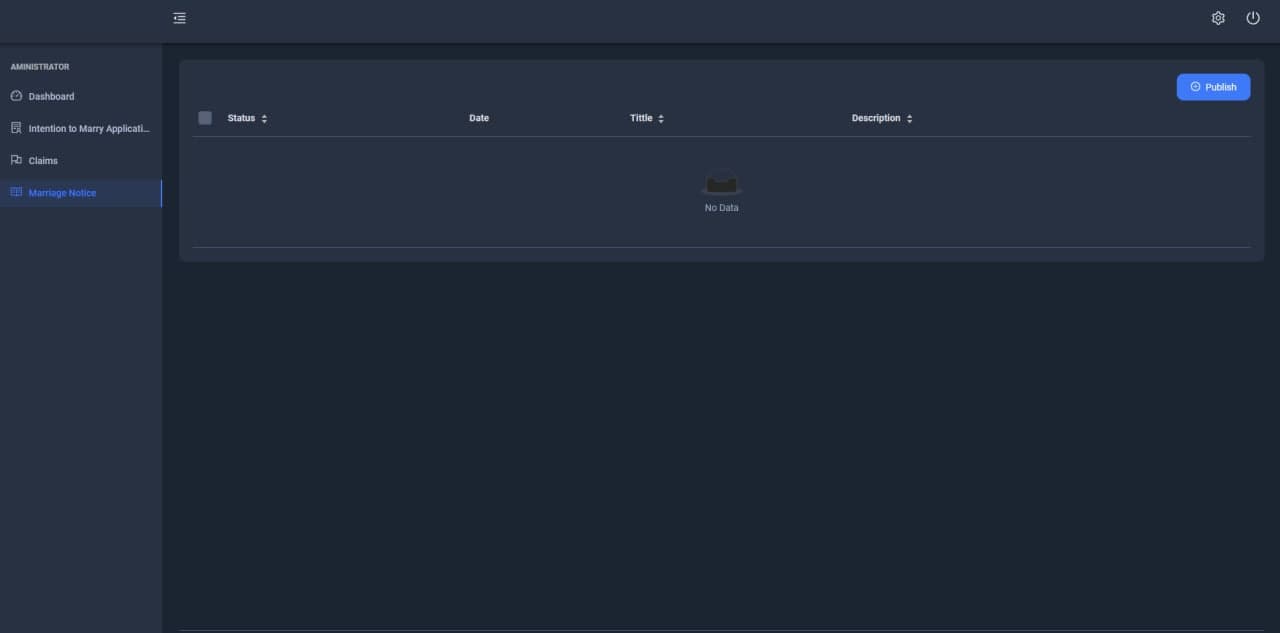 AMINISTRATOR
Dashboard
Intention to Marry Applicati...
Claims
Marriage Notice
Publish
Status Date Tittle Description
No Data